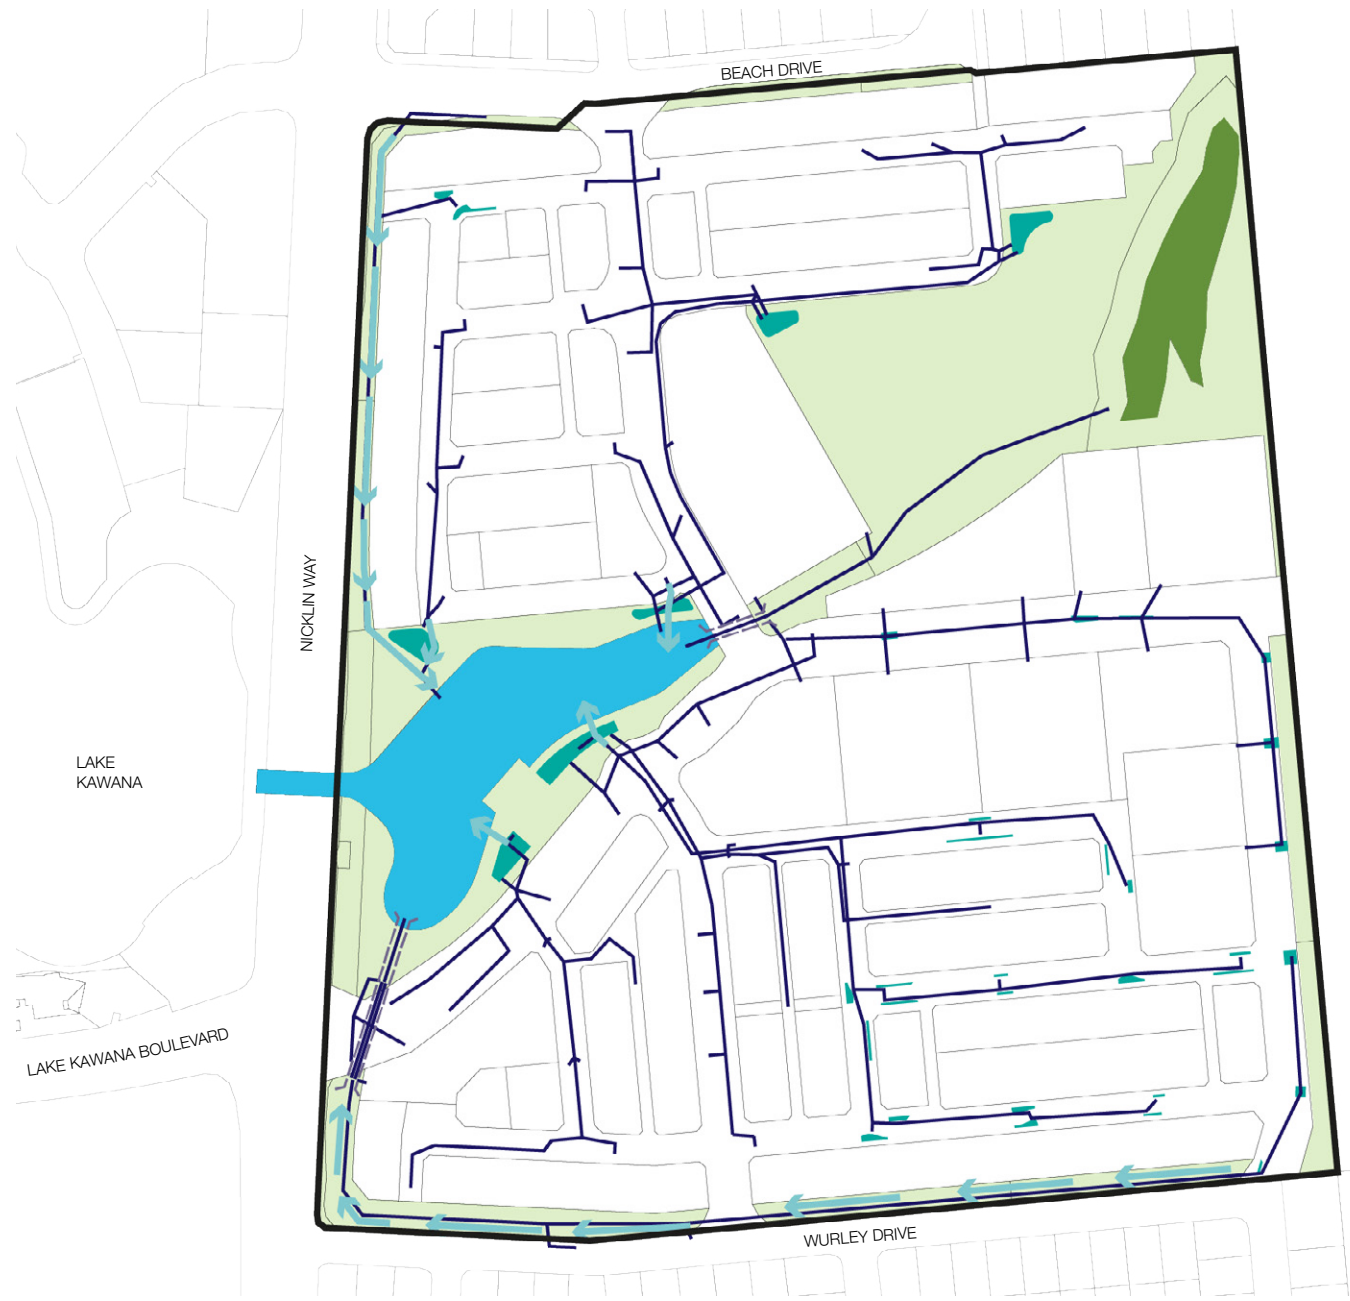 BEACH DRIVE
NICKLIN WAY
LAKE
KAWANA
LAKE KAWANA BOULEVARD
WURLEY DRIVE